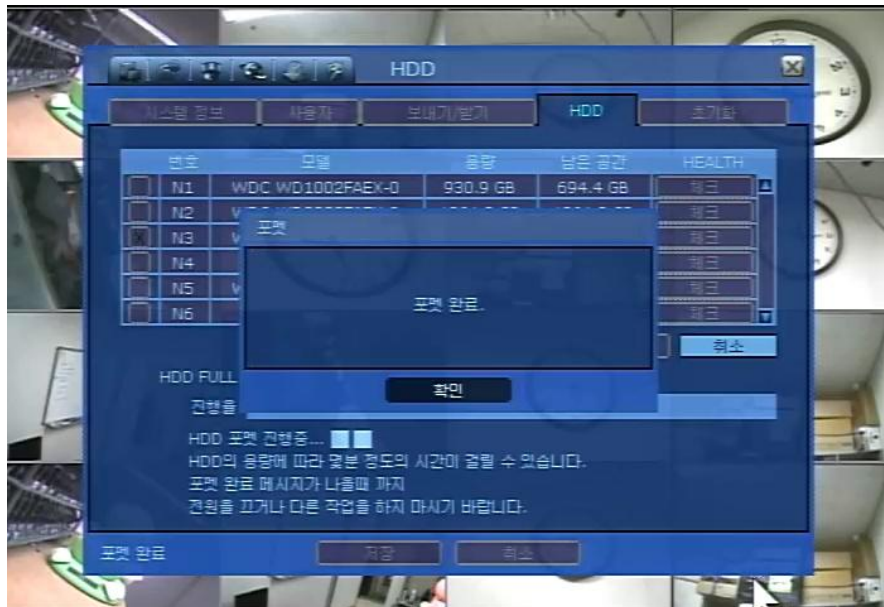 HDD
시스템 정보 사용자 보내기/받기 HDD 초기화
번호 모델 용량 남은 공간 HEALTH
N1 WDC WD1002FAEX-0 930.9 GB 694.4 GB 체크
N2 체크
X N3 체크
N4 체크
N5 체크
N6 체크
포멧
포멧 완료.
확인
취소
HDD FULL
진행율
HDD 포멧 진행중...
HDD의 용량에 따라 몇분 정도의 시간이 걸릴 수 있습니다.
포멧 완료 메시지가 나올때 까지
전원을 끄거나 다른 작업을 하지 마시기 바랍니다.
포멧 완료 저장 취소